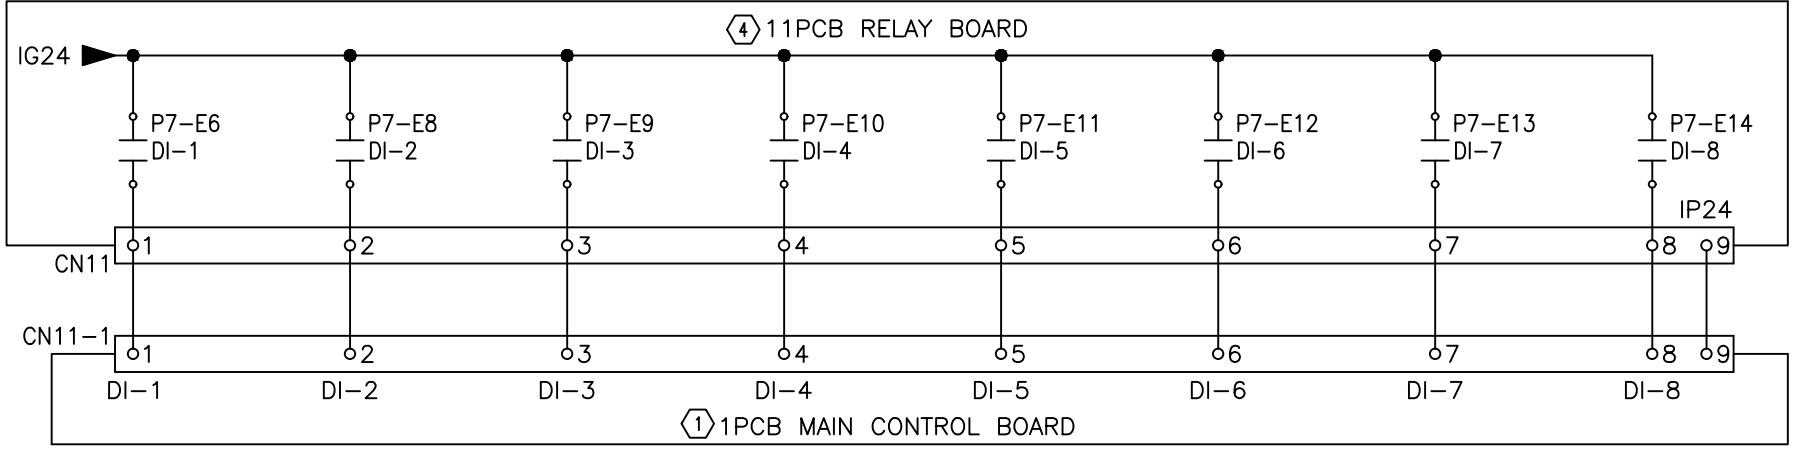 4 11PCB RELAY BOARD
IG24
P7-E6 P7-E8 P7-E9 P7-E10 P7-E11 P7-E12 P7-E13 P7-E14
DI-1 DI-2 DI-3 DI-4 DI-5 DI-6 DI-7 DI-8
IP24
1 2 3 4 5 6 7 8 9
CN11
CN11-1
1 2 3 4 5 6 7 8 9
DI-1 DI-2 DI-3 DI-4 DI-5 DI-6 DI-7 DI-8
1 1PCB MAIN CONTROL BOARD